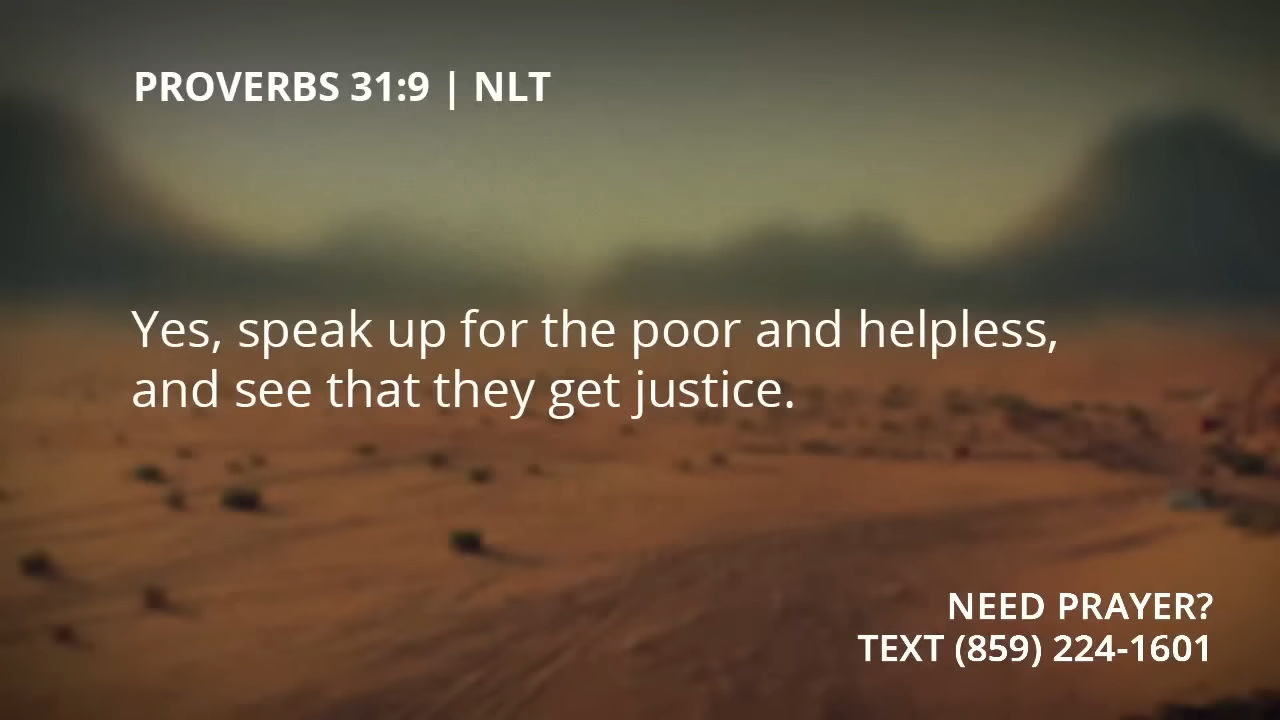 PROVERBS 31:9 | NLT
Yes, speak up for the poor and helpless,
and see that they get justice.
NEED PRAYER?
TEXT (859) 224-1601